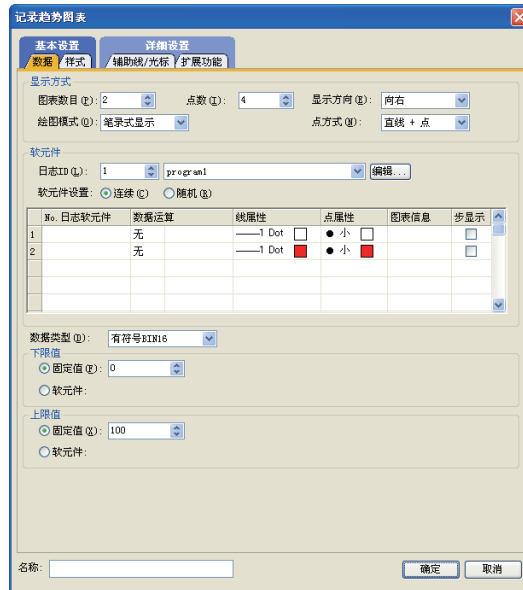 记录趋势图表
基本设置 详细设置
数据 样式 辅助线/光标 扩展功能
显示方式
图表数目(P): 2 点数(I): 4 显示方向(E): 向右
绘图模式(O): 笔录式显示 点方式(W): 直线 + 点
软元件
日志ID(L): 1 program1 编辑...
软元件设置: 连续(C) 随机(R)
No. 日志软元件 数据运算 线属性 点属性 图表信息 步显示
1 无 1 Dot ● 小
2 无 1 Dot ● 小
数据类型(D): 有符号BIN16
下限值
固定值(F): 0
软元件:
上限值
固定值(X): 100
软元件:
名称: 确定 取消